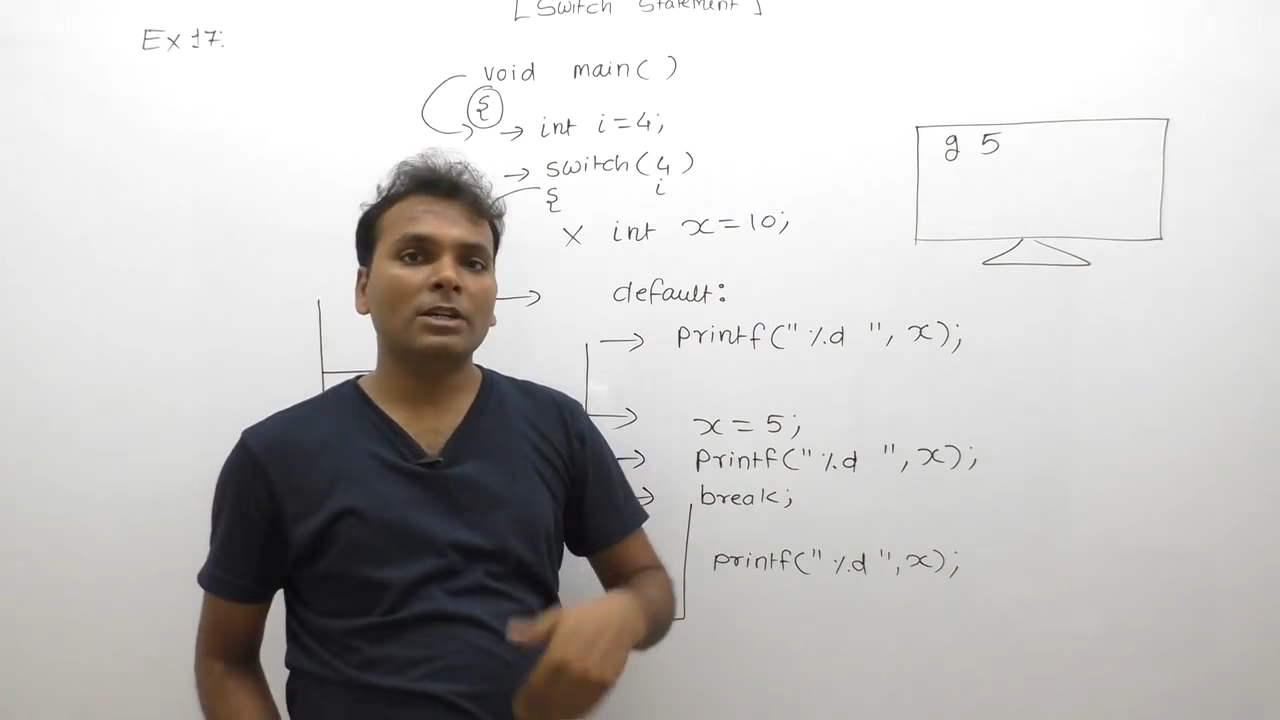 [ Switch Statement ]
Ex 17:
void main( )
{
→ int i=4;
→ switch(4)
i
{
x int x=10;
→ default:
→ printf("%d ", x);
→ x = 5;
→ printf("%d ", x);
→ break;
printf("%d ", x);
g 5